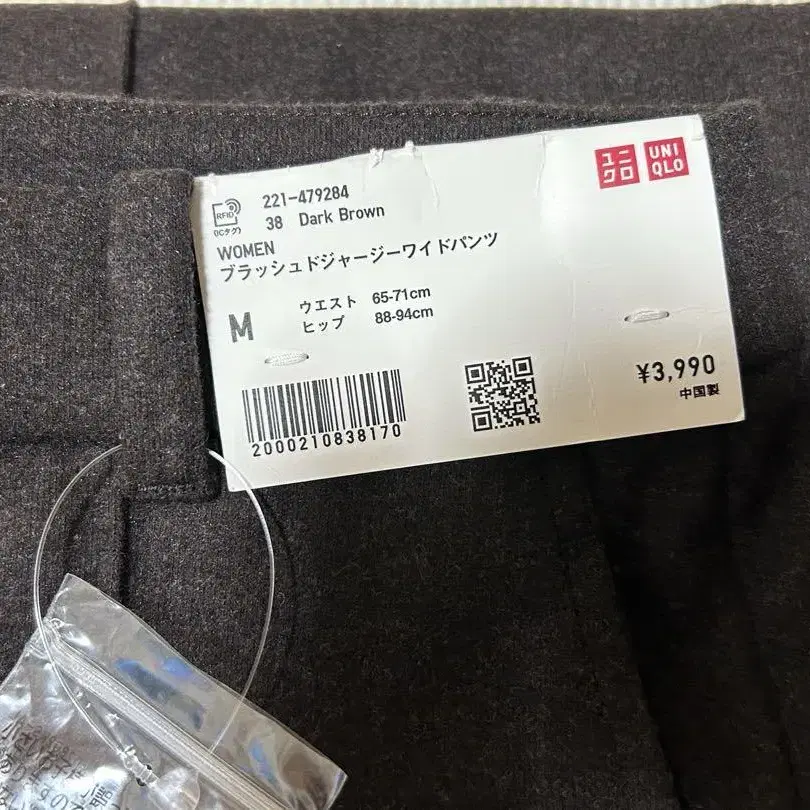 ユニ
クロ
UNI
QLO
RFID
(ICタグ)
221-479284
38 Dark Brown
WOMEN
ブラッシュドジャージーワイドパンツ
M
ウエスト 65-71cm
ヒップ 88-94cm
¥3,990
中国製
2000210838170